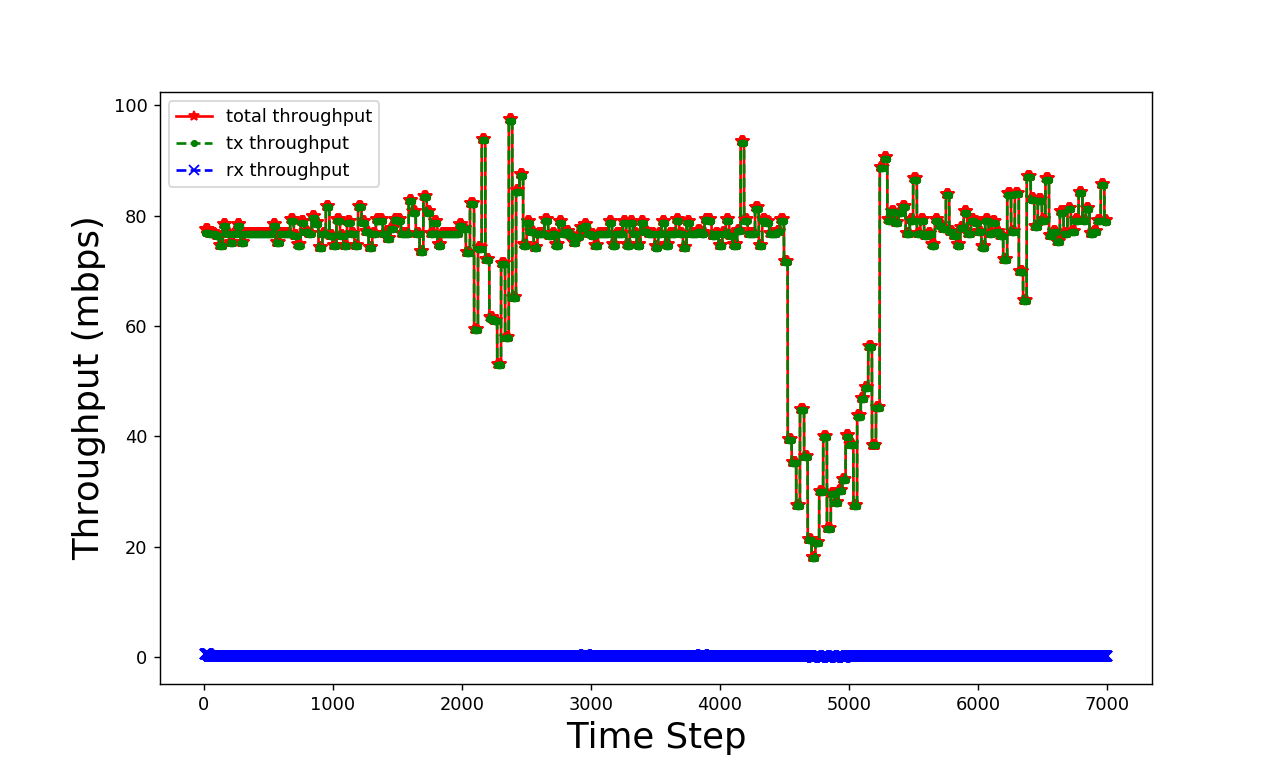 total throughput
tx throughput
rx throughput
100
80
60
40
20
0
Throughput (mbps)
0 1000 2000 3000 4000 5000 6000 7000
Time Step